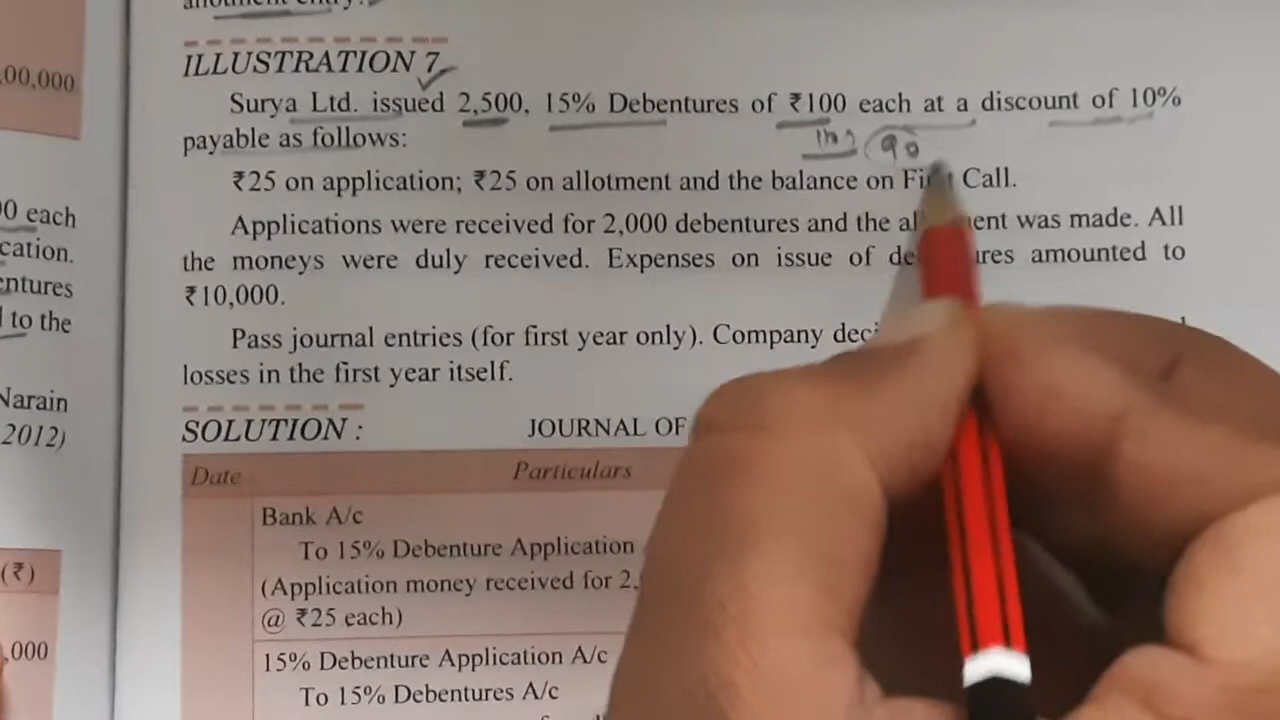 ,00,000
0 each
cation.
entures
to the
Narain
2012)
(₹)
,000
ILLUSTRATION 7
Surya Ltd. issued 2,500, 15% Debentures of ₹100 each at a discount of 10%
90
payable as follows:
₹25 on application; ₹25 on allotment and the balance on Call.
Applications were received for 2,000 debentures and the was made. All
the moneys were duly received. Expenses on issue of amounted to
₹10,000.
Pass journal entries (for first year only). Company
losses in the first year itself.
SOLUTION : JOURNAL OF
Date Particulars
Bank A/c
To 15% Debenture Application
(Application money received for 2,
@ ₹25 each)
15% Debenture Application A/c
To 15% Debentures A/c